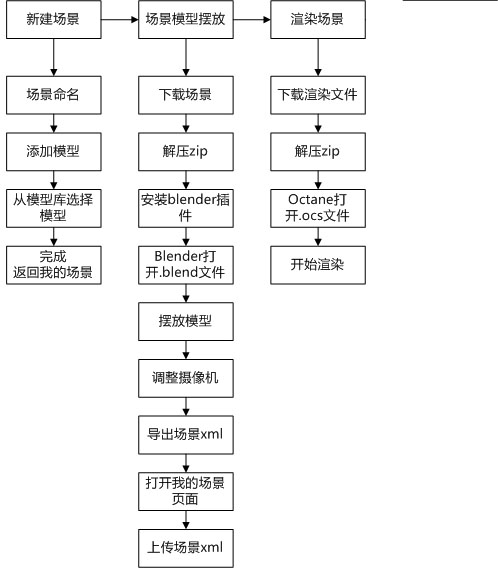 新建场景
场景模型摆放
渲染场景
场景命名
下载场景
下载渲染文件
添加模型
解压zip
解压zip
从模型库选择
模型
安装blender插
件
Octane打
开.ocs文件
完成
返回我的场景
Blender打
开.blend文件
开始渲染
摆放模型
调整摄像机
导出场景xml
打开我的场景
页面
上传场景xml